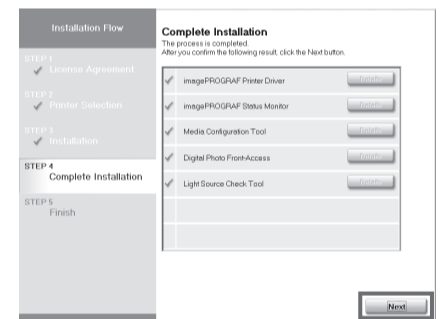 Installation Flow
STEP 1
License Agreement
STEP 2
Printer Selection
STEP 3
Installation
STEP 4
Complete Installation
STEP 5
Finish
Complete Installation
The process is completed.
After you confirm the following result, click the Next button.
imagePROGRAF Printer Driver
imagePROGRAF Status Monitor
Media Configuration Tool
Digital Photo Front-Access
Light Source Check Tool
Next